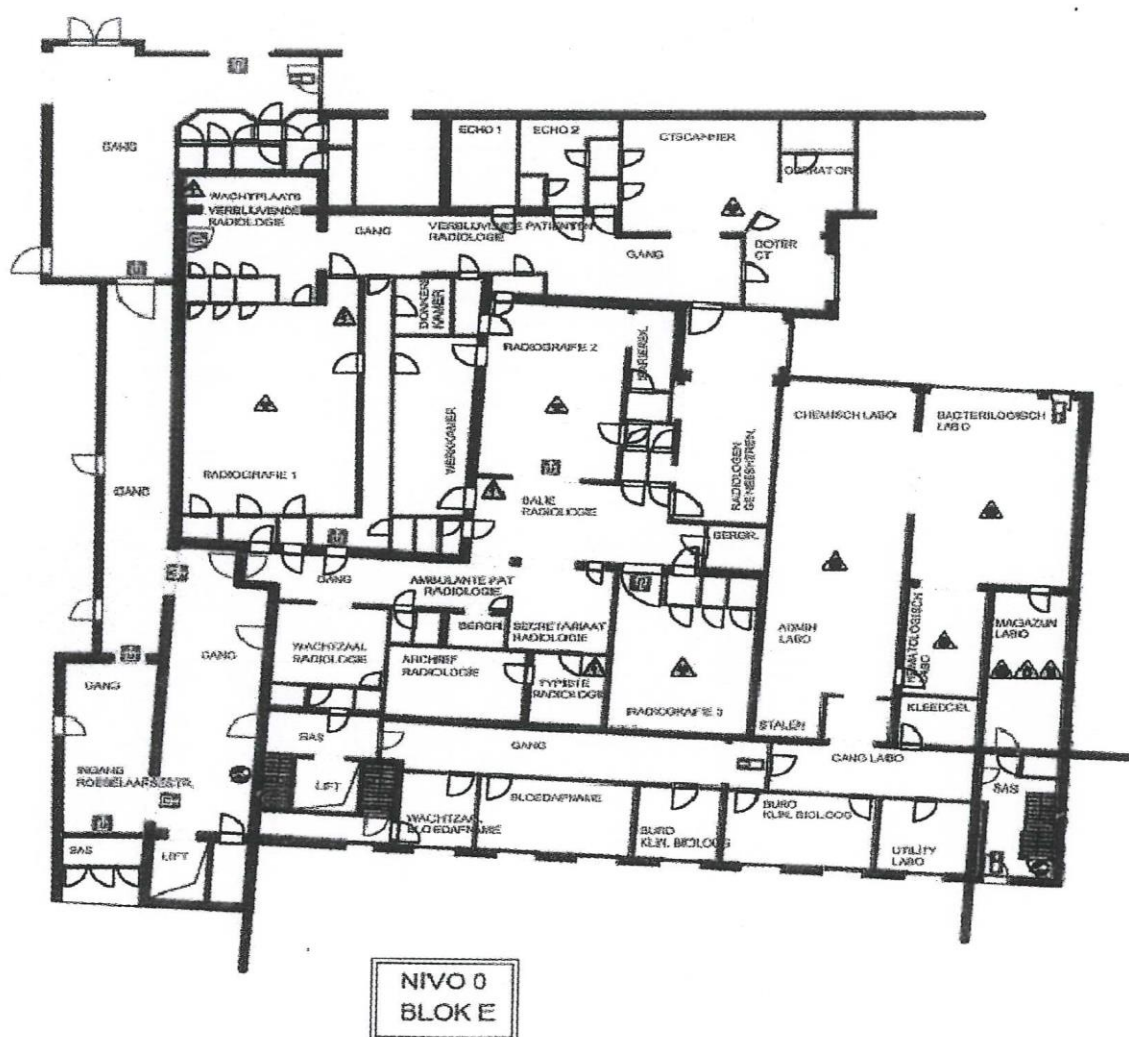 GANG
ECHO 1
ECHO 2
CTSCANNER
OPERATOR
WACHTPLAATS
VERBLIJVENDE
RADIOLOGIE
GANG
VERBLIJVENDE PATIENTEN
RADIOLOGIE
GANG
BOTER
CT
DONKERE
KAMER
RADIOGRAFIE 2
RADIOGRAFIE 1
WERKKAMER
GANG
BALIE
RADIOLOGIE
RADIOLOGEN
GENEESHEREN.
CHEMISCH LABO
BACTERILOGISCH
LABO
BERGR.
GANG
AMBULANTE PAT
RADIOLOGIE
BERGR.
SECRETARIAAT
RADIOLOGIE
WACHTZAAL
RADIOLOGIE
ARCHIEF
RADIOLOGIE
TYPISTE
RADIOLOGIE
RADIOGRAFIE 3
ADMIN
LABO
HEMATOLOGISCH
LABO
MAGAZIJN
LABO
STALEN
KLEEDCEL
GANG
GANG
SAS
GANG
GANG LABO
INGANG
ROESELAARSESTR.
LIFT
WACHTZAAL
BLOEDAFNAME
BLOEDAFNAME
BURO
KLIN. BIOLOOG
BURO
KLIN. BIOLOOG
UTILITY
LABO
SAS
SAS
LIFT
NIVO 0
BLOK E